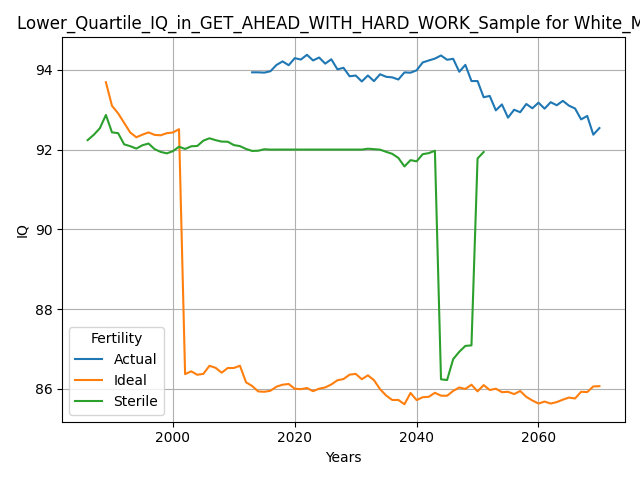 Lower_Quartile_IQ_in_GET_AHEAD_WITH_HARD_WORK_Sample for White_M
94
92
90
88
86
IQ
Fertility
Actual
Ideal
Sterile
2000
2020
2040
2060
Years